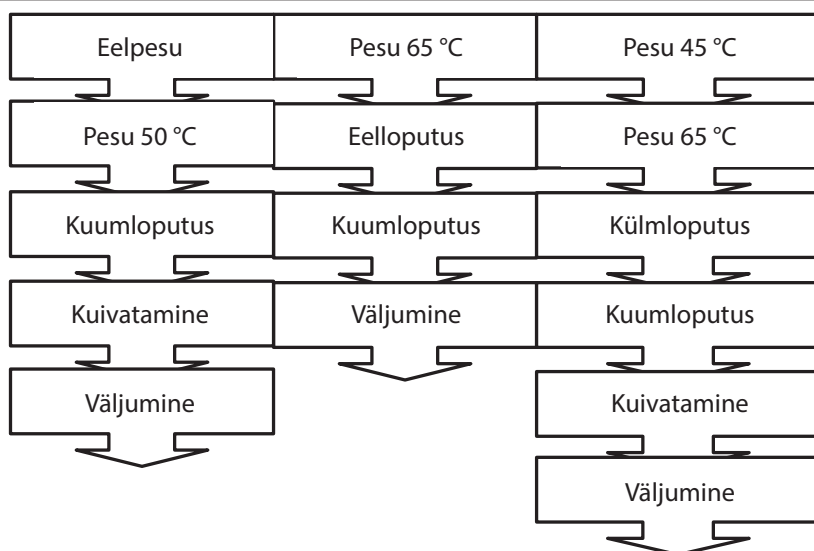 Eelpesu
Pesu 50 °C
Kuumloputus
Kuivatamine
Väljumine
Pesu 65 °C
Eelloputus
Kuumloputus
Väljumine
Pesu 45 °C
Pesu 65 °C
Külmloputus
Kuumloputus
Kuivatamine
Väljumine